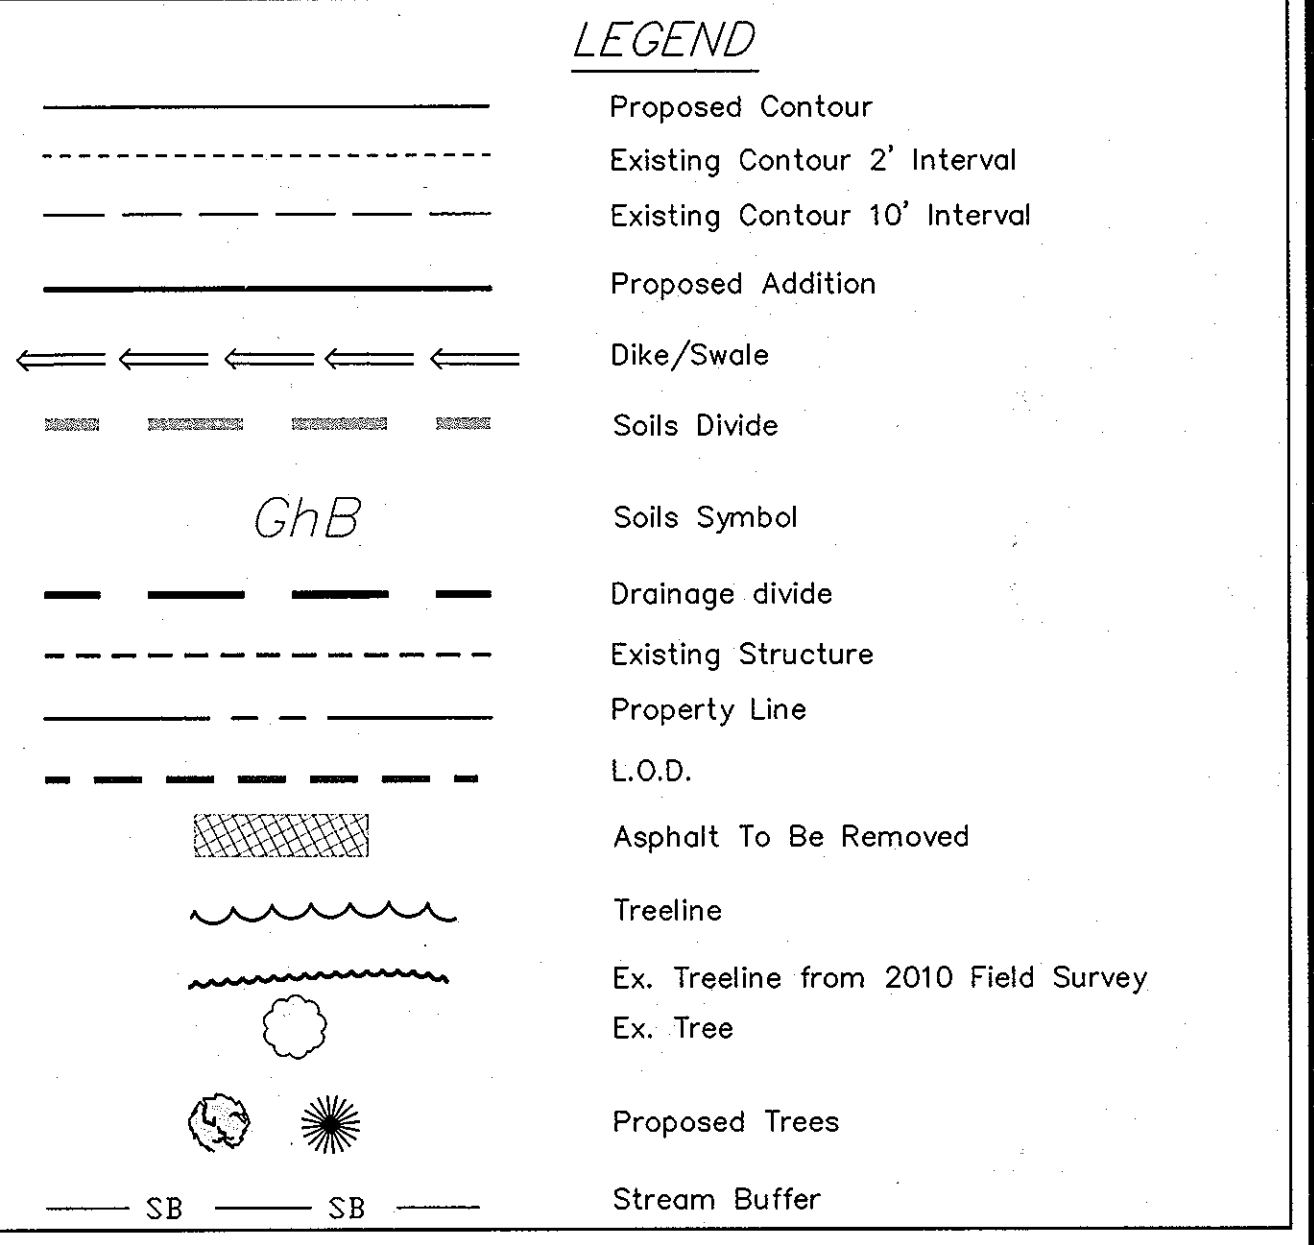 LEGEND
Proposed Contour
Existing Contour 2' Interval
Existing Contour 10' Interval
Proposed Addition
Dike/Swale
Soils Divide
GhB Soils Symbol
Drainage divide
Existing Structure
Property Line
L.O.D.
Asphalt To Be Removed
Treeline
Ex. Treeline from 2010 Field Survey
Ex. Tree
Proposed Trees
SB SB Stream Buffer